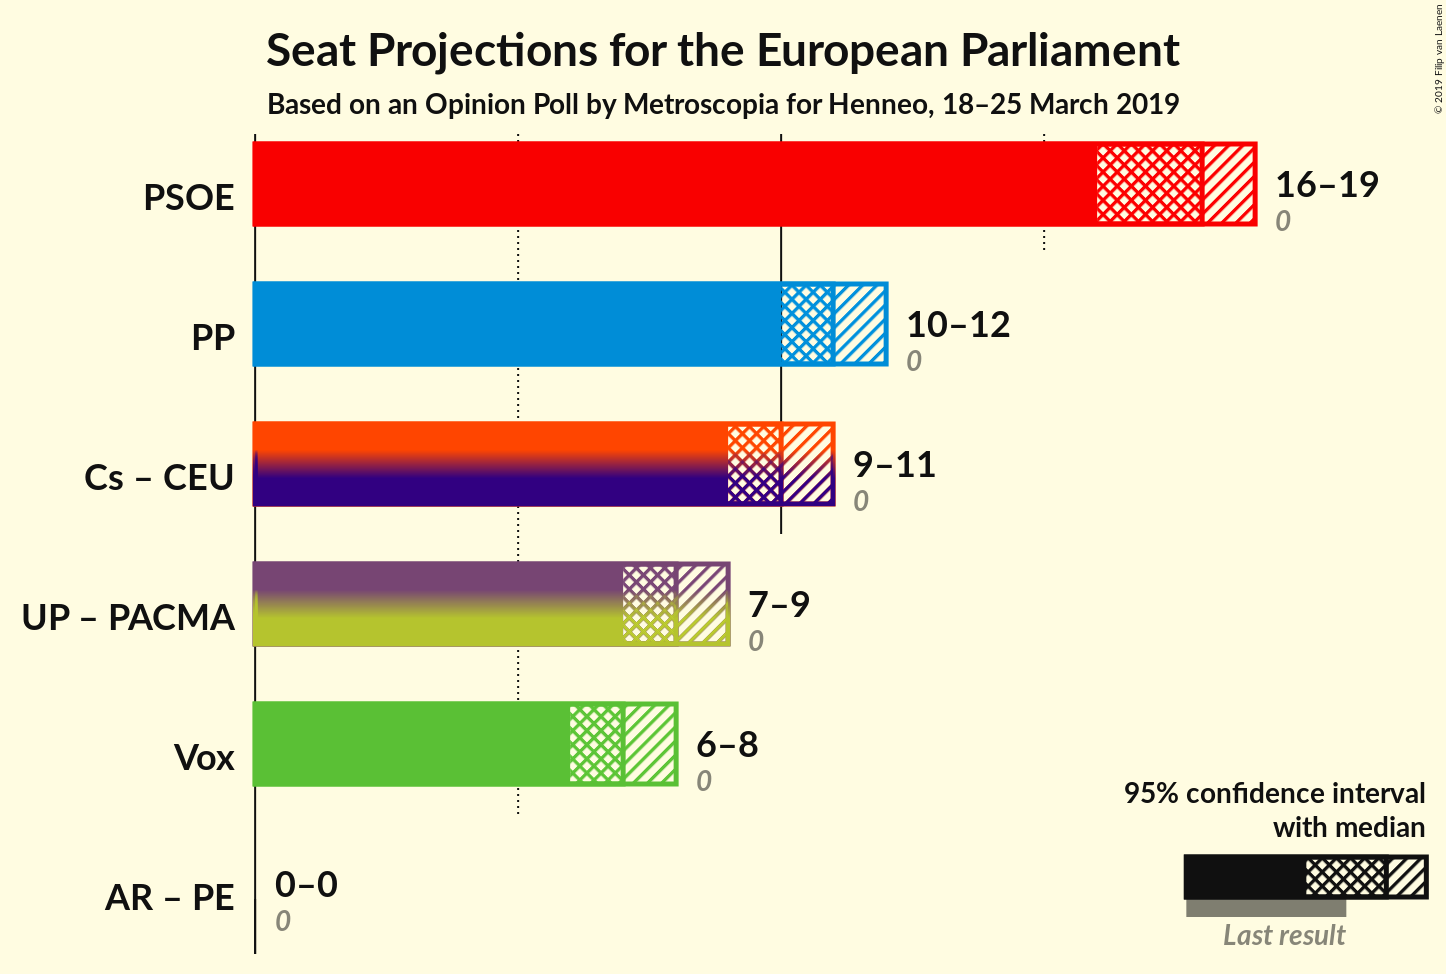 Seat Projections for the European Parliament
Based on an Opinion Poll by Metroscopia for Henneo, 18–25 March 2019
© 2019 Filip van Laenen
PSOE
16–19
0
PP
10–12
0
Cs – CEU
9–11
0
UP – PACMA
7–9
0
Vox
6–8
0
AR – PE
0–0
0
95% confidence interval
with median
Last result